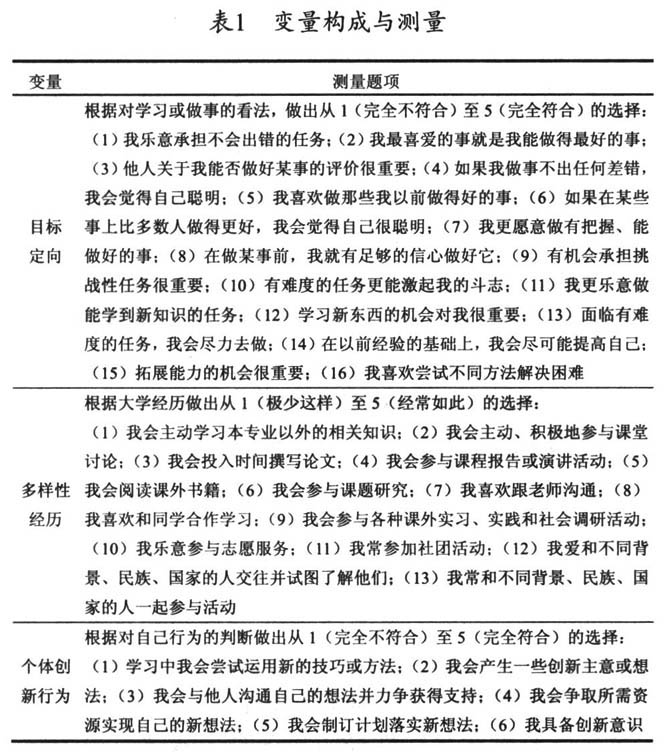 表1　变量构成与测量
变量　测量题项
根据对学习或做事的看法，做出从1（完全不符合）至5（完全符合）的选择：
（1）我乐意承担不会出错的任务；（2）我最喜爱的事就是我能做得最好的事；
（3）他人关于我能否做好某事的评价很重要；（4）如果我做事不出任何差错，
我会觉得自己聪明；（5）我喜欢做那些我以前做得好的事；（6）如果在某些
目标　事上比多数人做得更好，我会觉得自己很聪明；（7）我更愿意做有把握、能
定向　做好的事；（8）在做某事前，我就有足够的信心做好它；（9）有机会承担挑
战性任务很重要；（10）有难度的任务更能激起我的斗志；（11）我更乐意做
能学到新知识的任务；（12）学习新东西的机会对我很重要；（13）面临有难
度的任务，我会尽力去做；（14）在以前经验的基础上，我会尽可能提高自己；
（15）拓展能力的机会很重要；（16）我喜欢尝试不同方法解决困难
根据大学经历做出从1（极少这样）至5（经常如此）的选择：
（1）我会主动学习本专业以外的相关知识；（2）我会主动、积极地参与课堂
讨论；（3）我会投入时间撰写论文；（4）我会参与课程报告或演讲活动；（5）
多样性　我会阅读课外书籍；（6）我会参与课题研究；（7）我喜欢跟老师沟通；（8）
经历　我喜欢和同学合作学习；（9）我会参与各种课外实习、实践和社会调研活动；
（10）我乐意参与志愿服务；（11）我常参加社团活动；（12）我爱和不同背
景、民族、国家的人交往并试图了解他们；（13）我常和不同背景、民族、国
家的人一起参与活动
根据对自己行为的判断做出从1（完全不符合）至5（完全符合）的选择：
个体创　（1）学习中我会尝试运用新的技巧或方法；（2）我会产生一些创新主意或想
新行为　法；（3）我会与他人沟通自己的想法并力争获得支持；（4）我会争取所需资
源实现自己的新想法；（5）我会制订计划落实新想法；（6）我具备创新意识